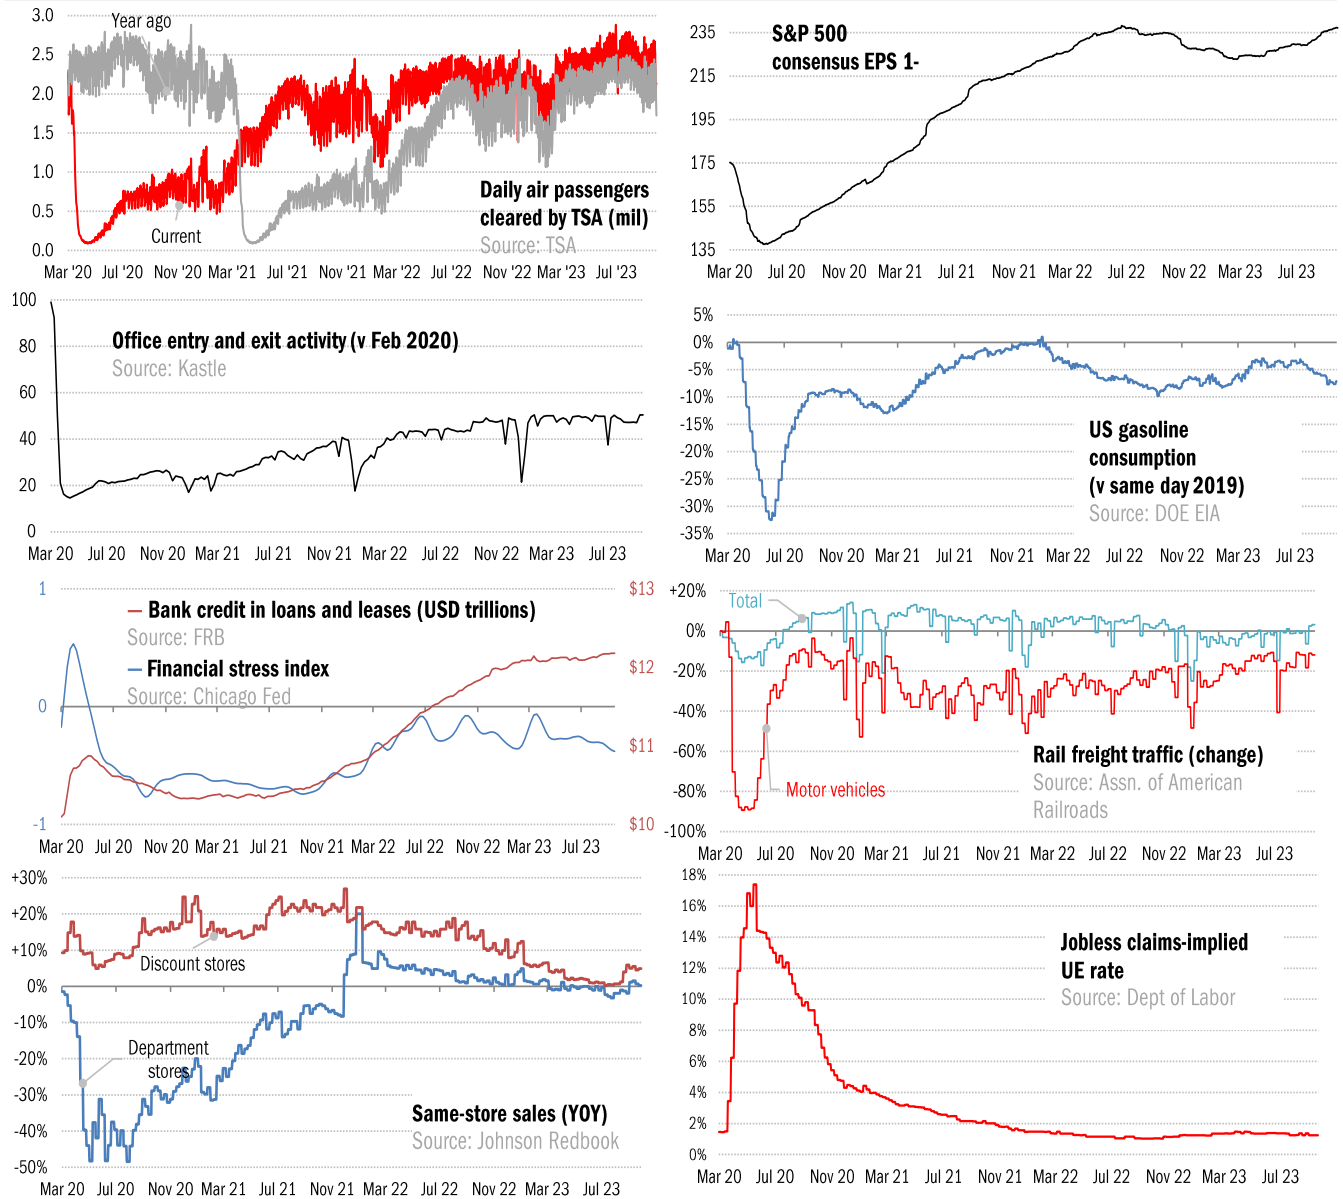 3.0
2.5
2.0
1.5
1.0
0.5
0.0
Year ago
Current
Daily air passengers
cleared by TSA (mil)
Source: TSA
Mar '20 Jul '20 Nov '20 Mar '21 Jul '21 Nov '21 Mar '22 Jul '22 Nov '22 Mar '23 Jul '23
235
215
195
175
155
135
S&P 500
consensus EPS 1-
Mar 20 Jul 20 Nov 20 Mar 21 Jul 21 Nov 21 Mar 22 Jul 22 Nov 22 Mar 23 Jul 23
100
80
60
40
20
0
Office entry and exit activity (v Feb 2020)
Source: Kastle
Mar 20 Jul 20 Nov 20 Mar 21 Jul 21 Nov 21 Mar 22 Jul 22 Nov 22 Mar 23 Jul 23
5%
0%
-5%
-10%
-15%
-20%
-25%
-30%
-35%
US gasoline
consumption
(v same day 2019)
Source: DOE EIA
Mar 20 Jul 20 Nov 20 Mar 21 Jul 21 Nov 21 Mar 22 Jul 22 Nov 22 Mar 23 Jul 23
1
0
-1
Bank credit in loans and leases (USD trillions)
Source: FRB
Financial stress index
Source: Chicago Fed
$13
$12
$11
$10
Mar 20 Jul 20 Nov 20 Mar 21 Jul 21 Nov 21 Mar 22 Jul 22 Nov 22 Mar 23 Jul 23
+20%
0%
-20%
-40%
-60%
-80%
-100%
Total
Motor vehicles
Rail freight traffic (change)
Source: Assn. of American
Railroads
Mar 20 Jul 20 Nov 20 Mar 21 Jul 21 Nov 21 Mar 22 Jul 22 Nov 22 Mar 23 Jul 23
+30%
+20%
+10%
0%
-10%
-20%
-30%
-40%
-50%
Discount stores
Department
stores
Same-store sales (YOY)
Source: Johnson Redbook
Mar 20 Jul 20 Nov 20 Mar 21 Jul 21 Nov 21 Mar 22 Jul 22 Nov 22 Mar 23 Jul 23
18%
16%
14%
12%
10%
8%
6%
4%
2%
0%
Jobless claims-implied
UE rate
Source: Dept of Labor
Mar 20 Jul 20 Nov 20 Mar 21 Jul 21 Nov 21 Mar 22 Jul 22 Nov 22 Mar 23 Jul 23